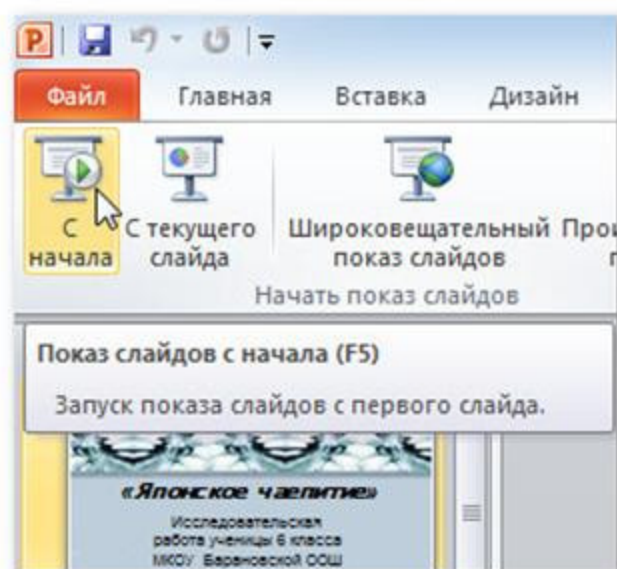 Файл Главная Вставка Дизайн
С начала
С текущего слайда
Широковещательный показ слайдов
Начать показ слайдов
Показ слайдов с начала (F5)
Запуск показа слайдов с первого слайда.
«Японское чаепитие»
Исследовательская
работа ученицы 6 класса
МКОУ Барановской ООШ